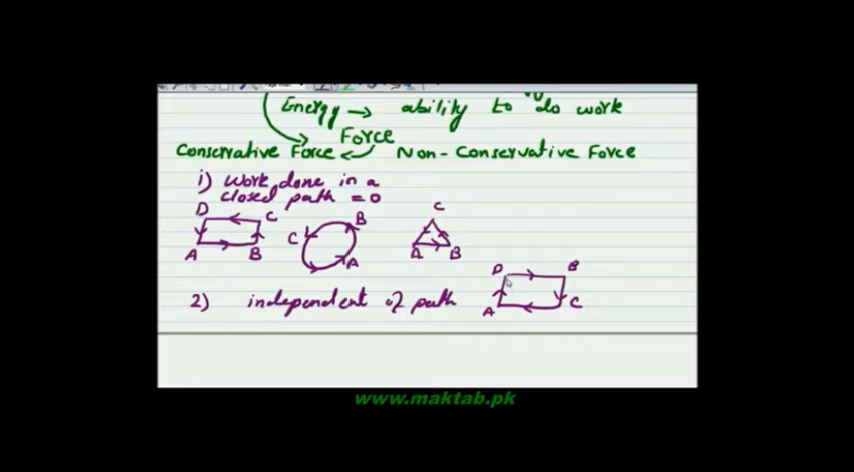 Energy → ability to do work
Force
Conservative Force Non-Conservative Force
i) Work done in a
closed path = 0
D C B C
C
A B A A B
D B
2) independent of path
A C
www.maktab.pk